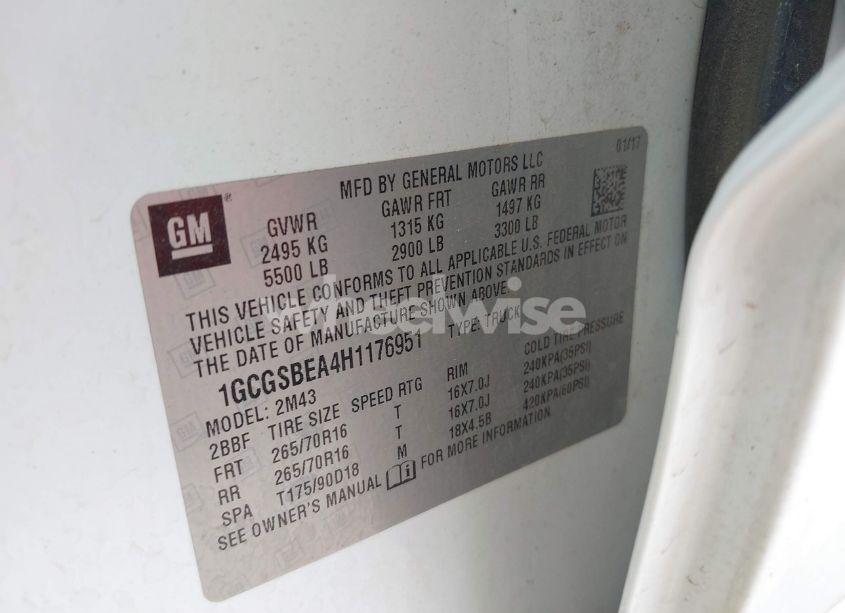 01/17
MFD BY GENERAL MOTORS LLC
GM®
GVWR GAWR FRT GAWR RR
2495 KG 1315 KG 1497 KG
5500 LB 2900 LB 3300 LB
THIS VEHICLE CONFORMS TO ALL APPLICABLE U.S. FEDERAL MOTOR
VEHICLE SAFETY AND THEFT PREVENTION STANDARDS IN EFFECT ON
THE DATE OF MANUFACTURE SHOWN ABOVE.
wheelwise
1GCGSBEA4H1176951 TYPE: TRUCK
MODEL: 2M43
2BBF TIRE SIZE SPEED RTG RIM COLD TIRE PRESSURE
FRT 265/70R16 T 16X7.0J 240KPA(35PSI)
RR 265/70R16 T 16X7.0J 240KPA(35PSI)
SPA T175/90D18 M 18X4.5B 420KPA(60PSI)
SEE OWNER'S MANUAL FOR MORE INFORMATION.